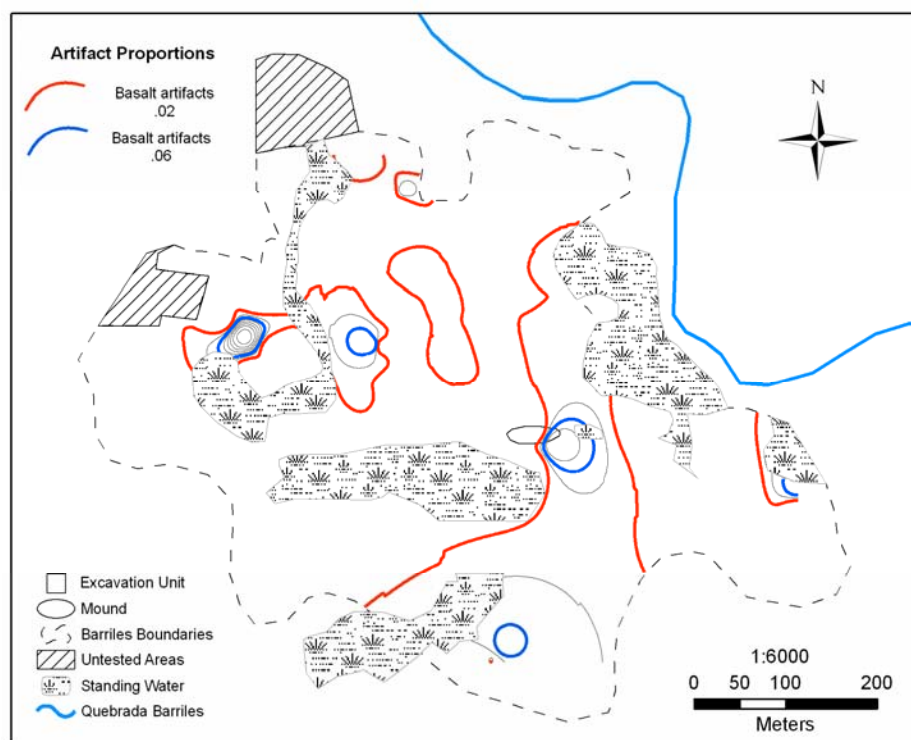 Artifact Proportions
Basalt artifacts
.02
Basalt artifacts
.06
N
Excavation Unit
Mound
Barriles Boundaries
Untested Areas
Standing Water
Quebrada Barriles
1:6000
0 50 100 200
Meters